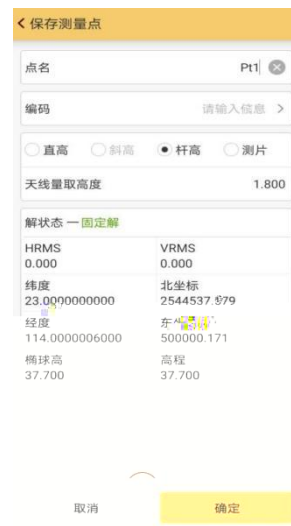 保存测量点
点名 Pt1
编码 请输入信息
直高 斜高 杆高 测片
天线量取高度 1.800
解状态 — 固定解
HRMS VRMS
0.000 0.000
纬度 北坐标
23.0000000000 2544537.979
经度 东
114.0000006000 500000.171
椭球高 高程
37.700 37.700
取消 确定